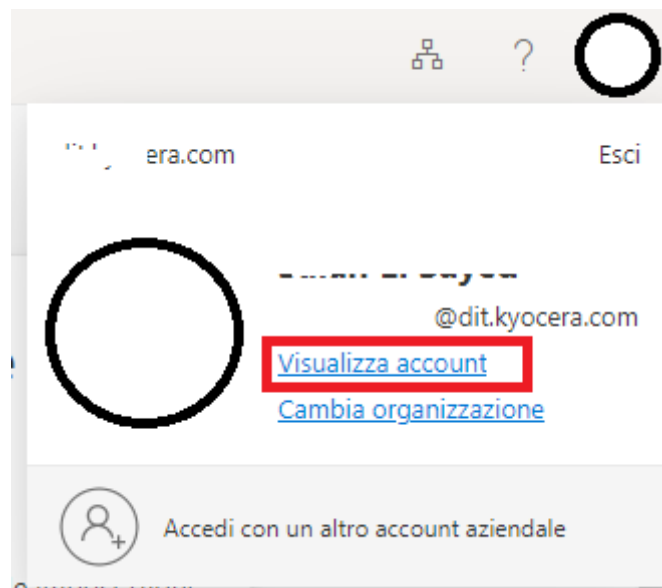 ?
era.com
Esci
@dit.kyocera.com
Visualizza account
Cambia organizzazione
Accedi con un altro account aziendale